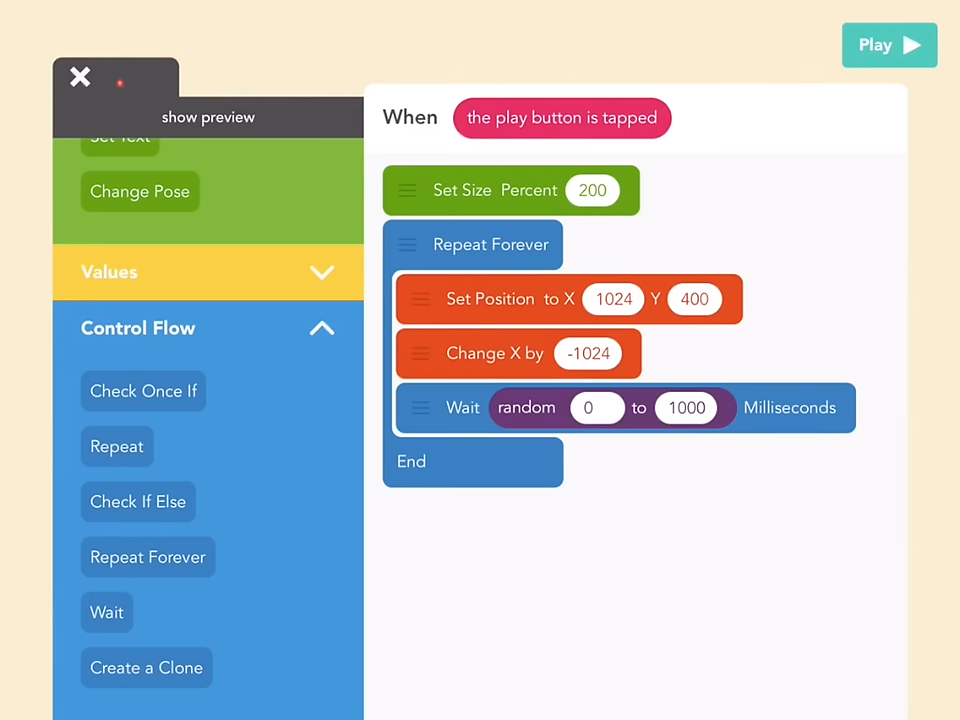 Play
show preview
When the play button is tapped
Set Text
Change Pose
Values
Control Flow
Check Once If
Repeat
Check If Else
Repeat Forever
Wait
Create a Clone
Set Size Percent 200
Repeat Forever
Set Position to X 1024 Y 400
Change X by -1024
Wait random 0 to 1000 Milliseconds
End